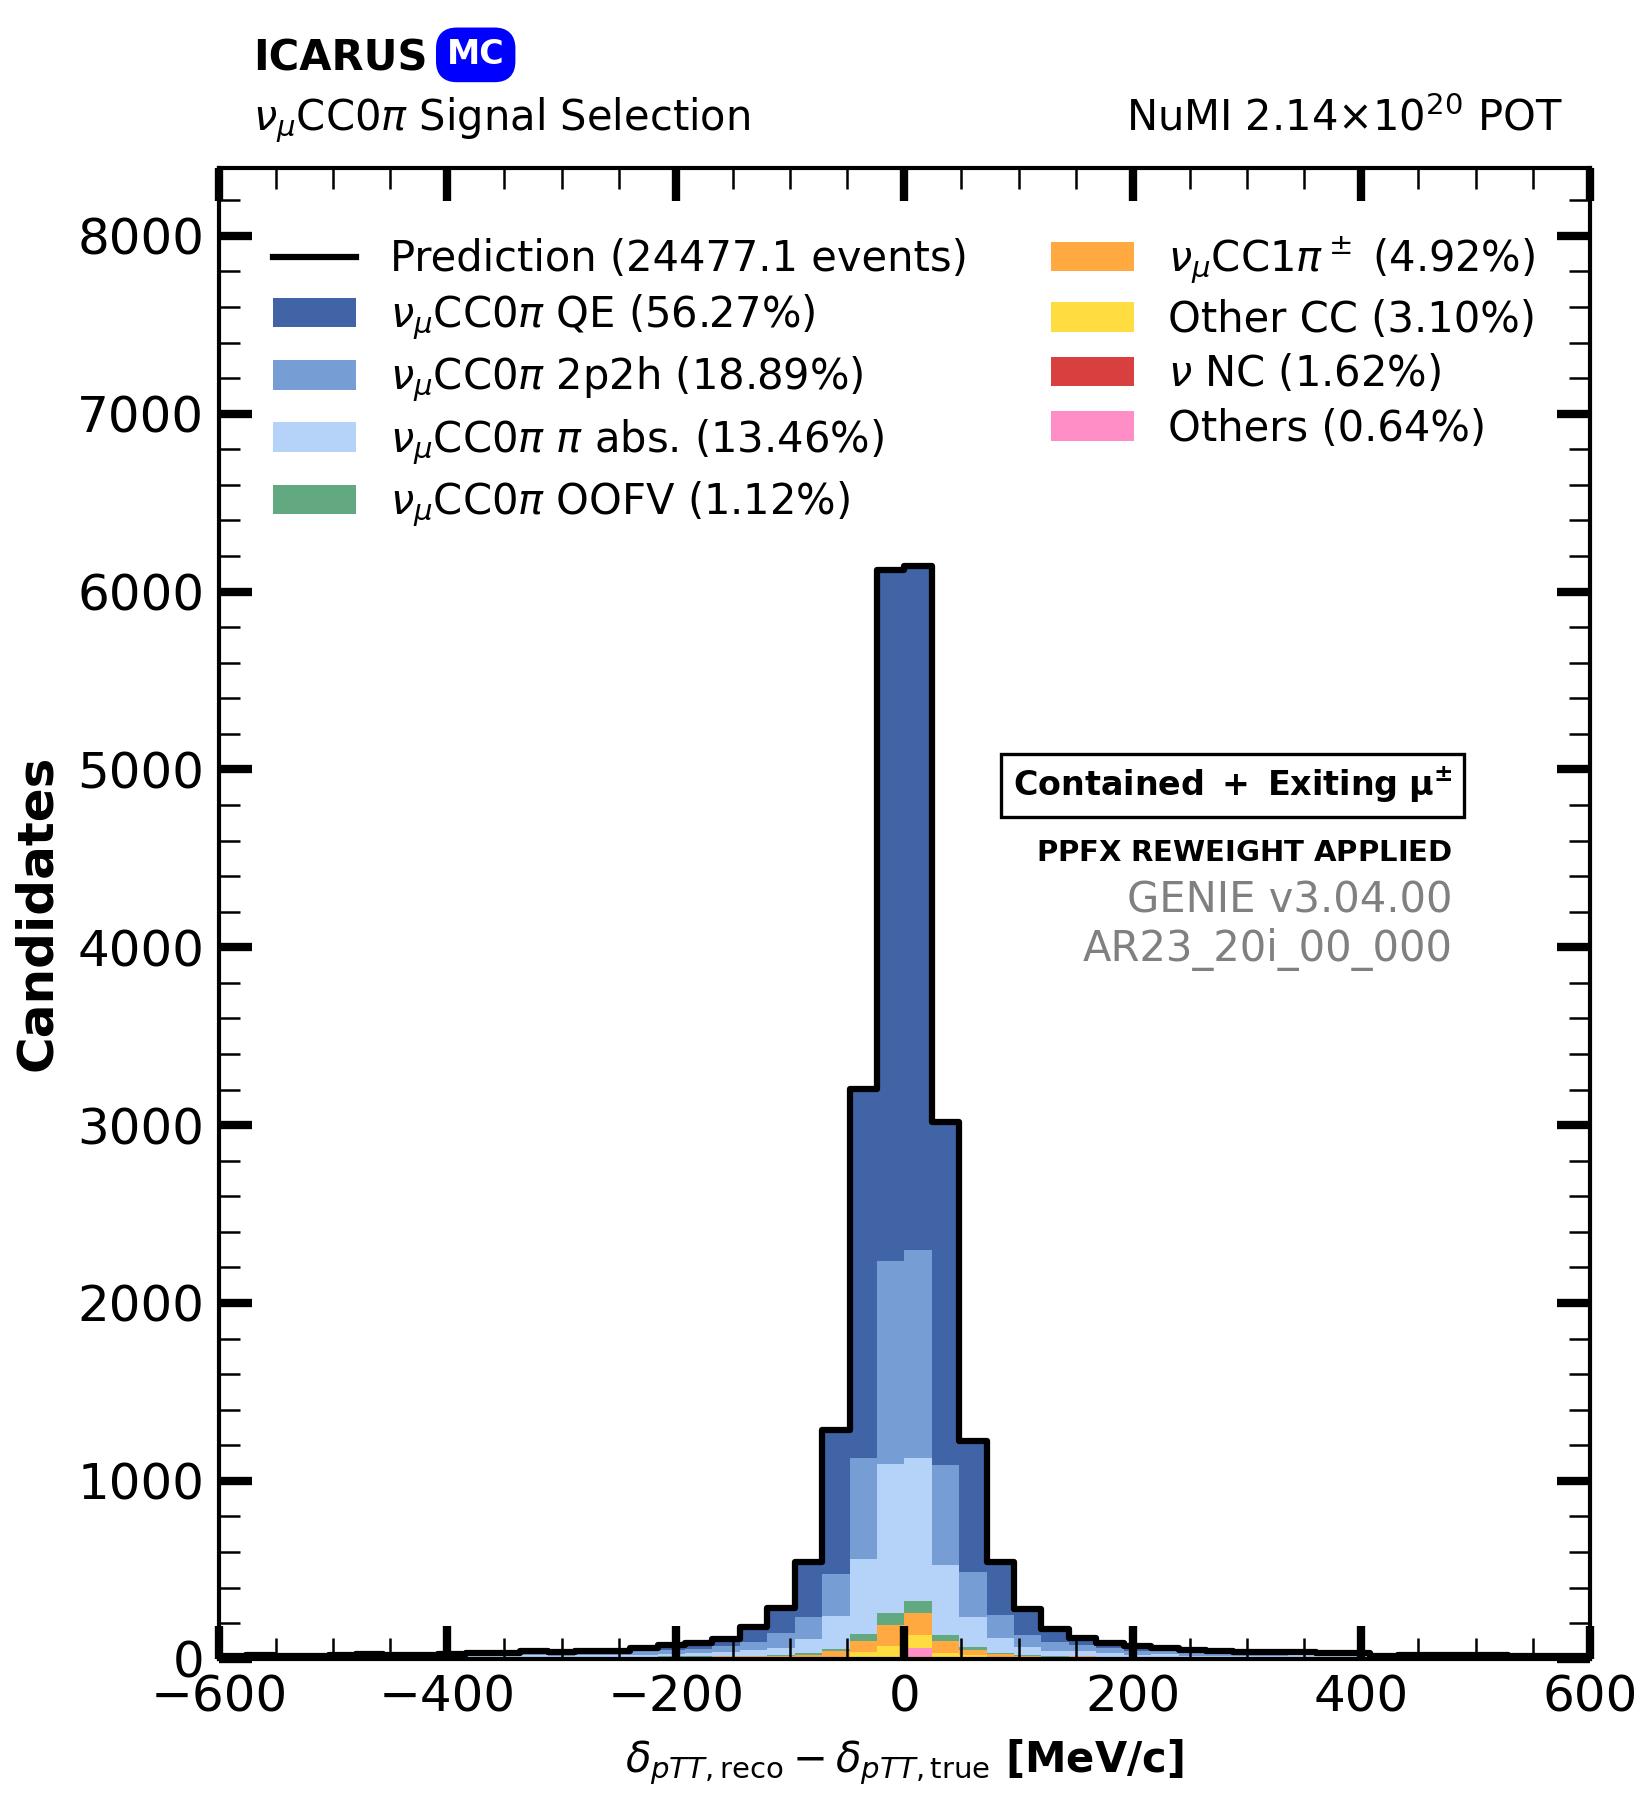 ICARUS MC
νμCC0π Signal Selection
NuMI 2.14×10²⁰ POT
8000
7000
6000
5000
4000
3000
2000
1000
0
Candidates
Prediction (24477.1 events)
νμCC0π QE (56.27%)
νμCC0π 2p2h (18.89%)
νμCC0π π abs. (13.46%)
νμCC0π OOFV (1.12%)
νμCC1π± (4.92%)
Other CC (3.10%)
ν NC (1.62%)
Others (0.64%)
Contained + Exiting μ±
PPFX REWEIGHT APPLIED
GENIE v3.04.00
AR23_20i_00_000
−600 −400 −200 0 200 400 600
δpTT,reco − δpTT,true [MeV/c]